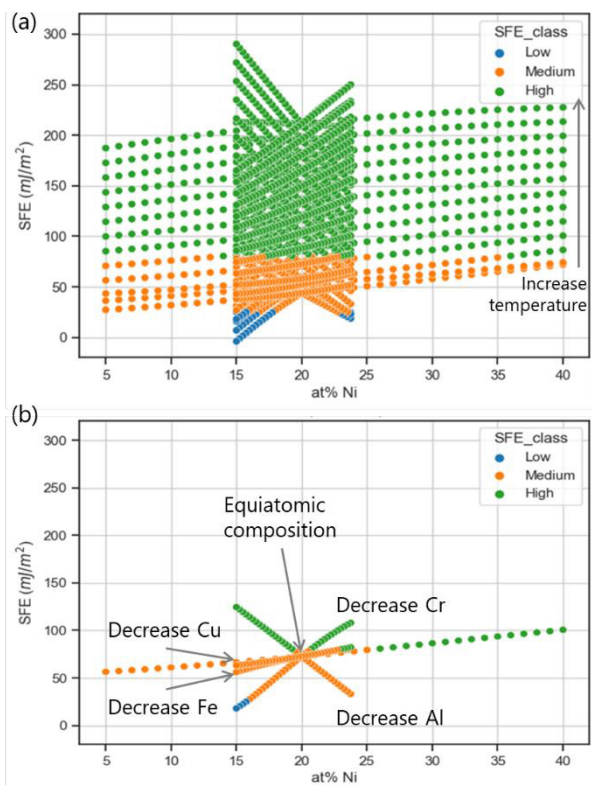 (a)
SFE_class
Low
Medium
High
300
250
200
150
100
50
0
SFE (mJ/m²)
Increase
temperature
5 10 15 20 25 30 35 40
at% Ni
(b)
SFE_class
Low
Medium
High
300
250
200
150
100
50
0
SFE (mJ/m²)
Equiatomic
composition
Decrease Cr
Decrease Cu
Decrease Fe
Decrease Al
5 10 15 20 25 30 35 40
at% Ni